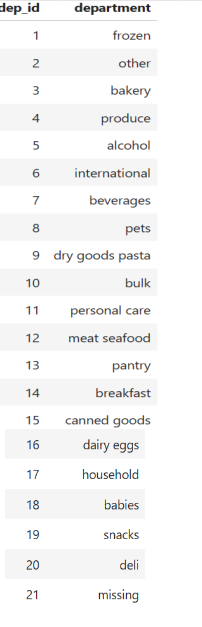 dep_id department
1 frozen
2 other
3 bakery
4 produce
5 alcohol
6 international
7 beverages
8 pets
9 dry goods pasta
10 bulk
11 personal care
12 meat seafood
13 pantry
14 breakfast
15 canned goods
16 dairy eggs
17 household
18 babies
19 snacks
20 deli
21 missing